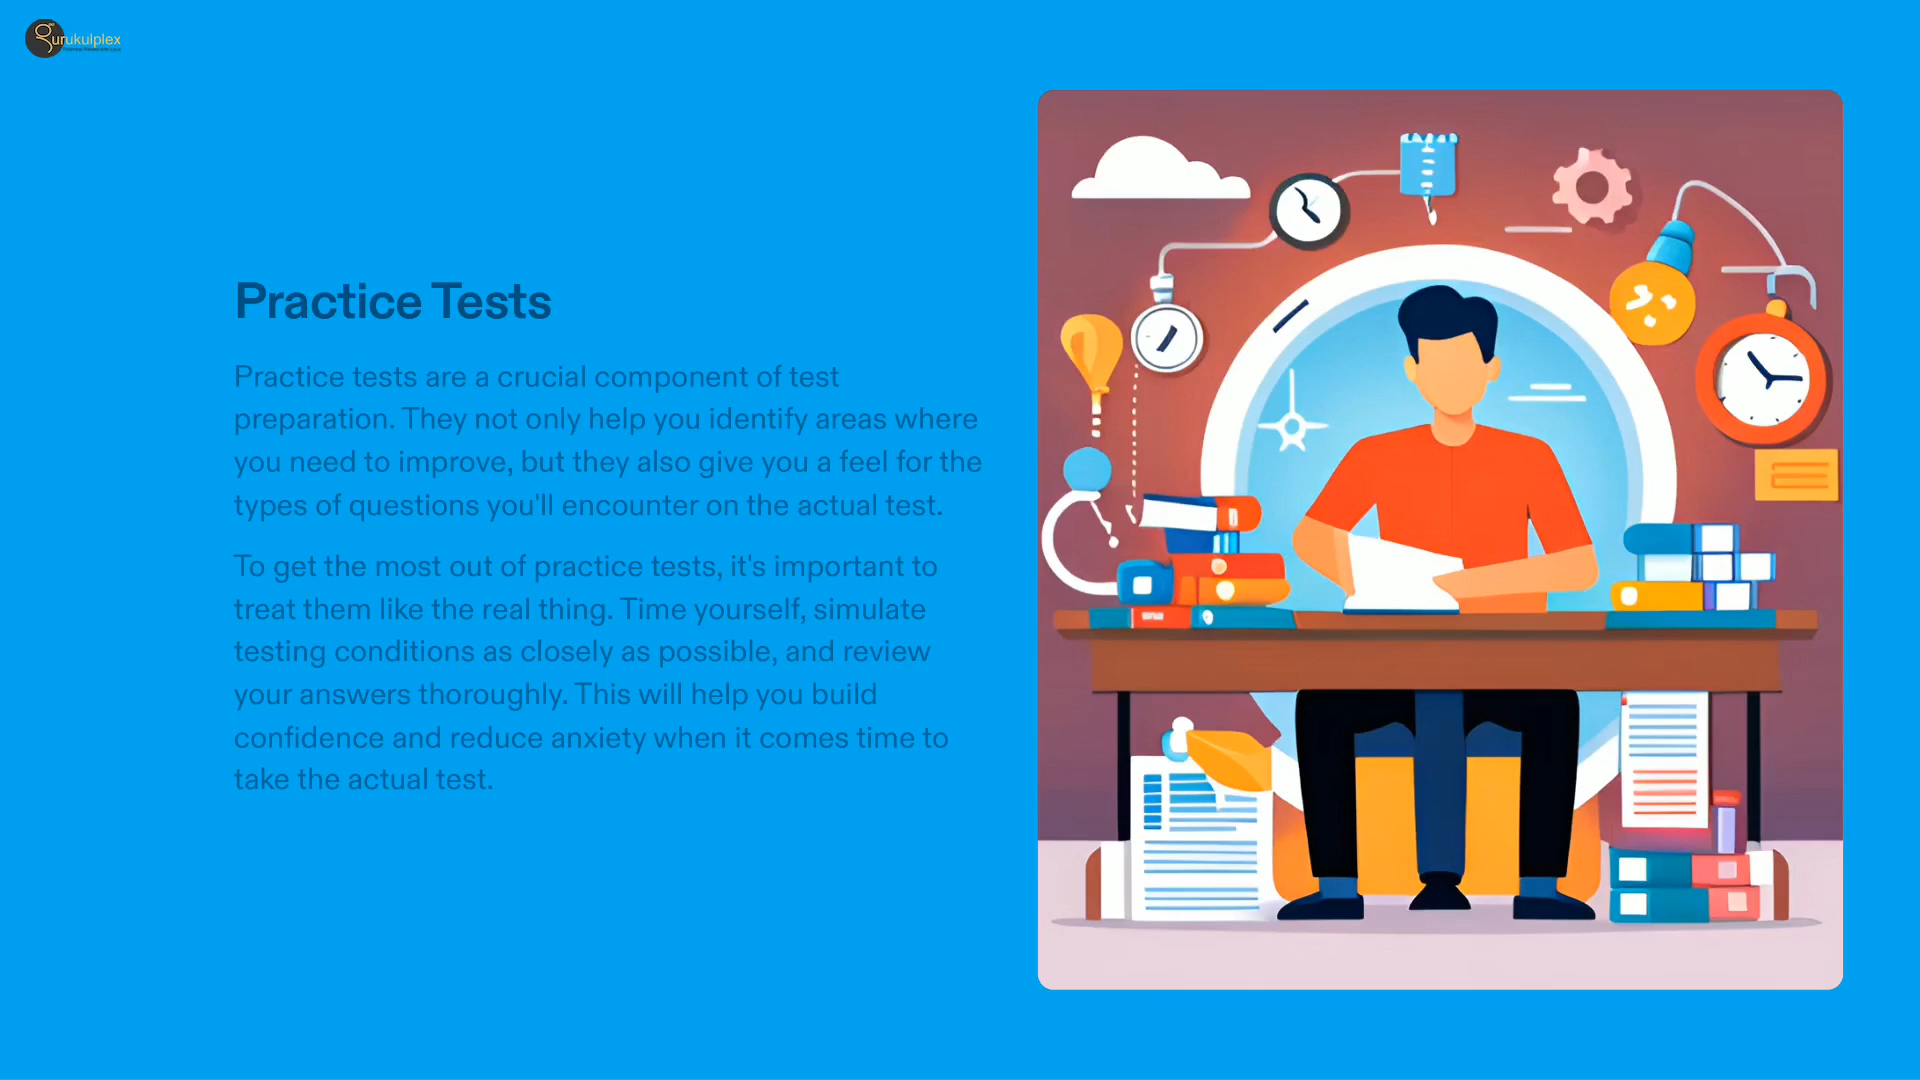 gurukulplex
Practice Tests
Practice tests are a crucial component of test
preparation. They not only help you identify areas where
you need to improve, but they also give you a feel for the
types of questions you'll encounter on the actual test.
To get the most out of practice tests, it's important to
treat them like the real thing. Time yourself, simulate
testing conditions as closely as possible, and review
your answers thoroughly. This will help you build
confidence and reduce anxiety when it comes time to
take the actual test.